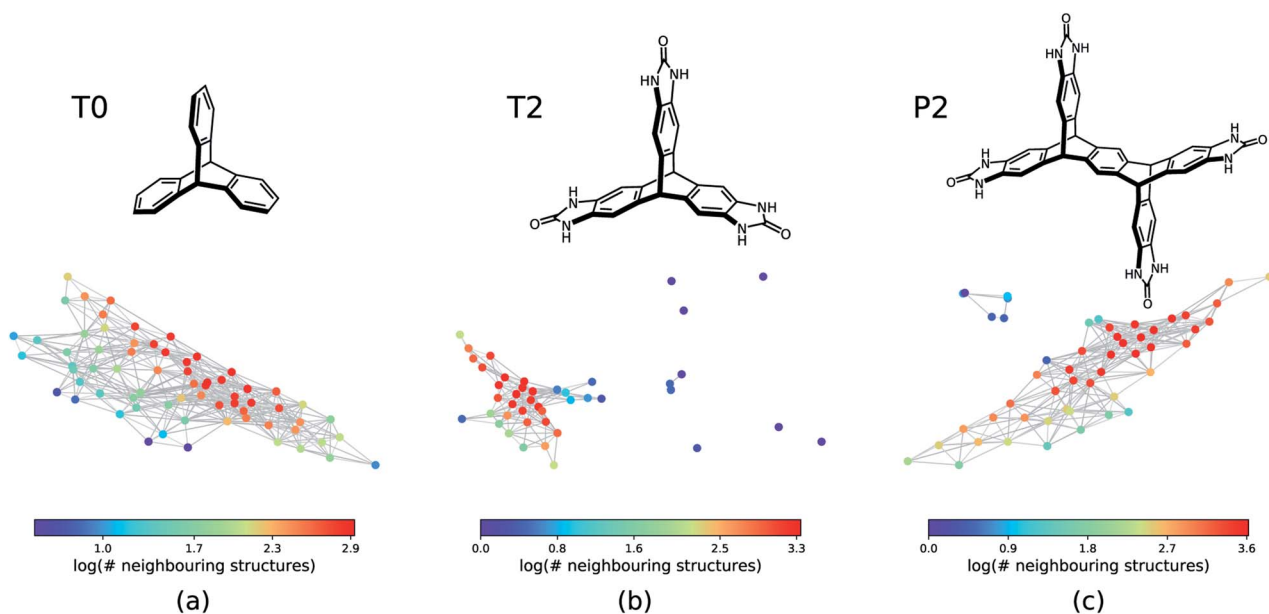 T0
T2
HN
NH
O
H
N
O
N
H
H
N
O
N
H
P2
HN
NH
O
H
N
O
N
H
H
N
O
N
H
HN
NH
O
1.0 1.7 2.3 2.9
log(# neighbouring structures)
(a)
0.0 0.8 1.6 2.5 3.3
log(# neighbouring structures)
(b)
0.0 0.9 1.8 2.7 3.6
log(# neighbouring structures)
(c)